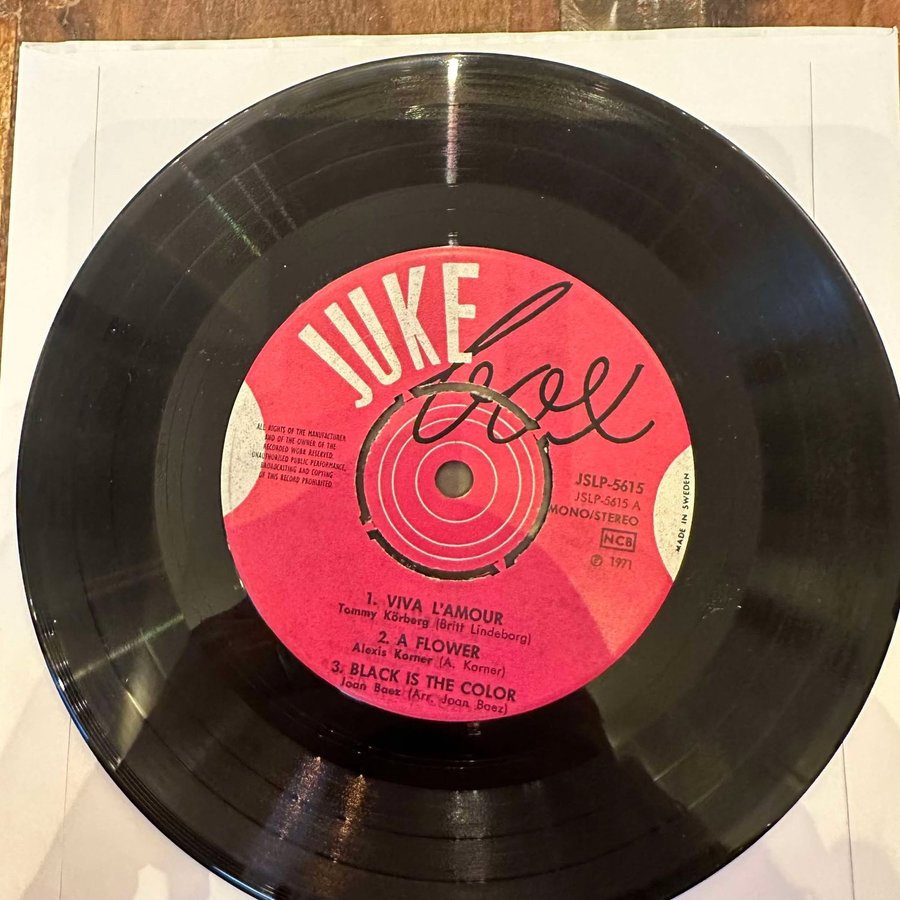 JUKE
box
ALL RIGHTS OF THE MANUFACTURER
AND OF THE OWNER OF THE
RECORDED WORK RESERVED.
UNAUTHORISED PUBLIC PERFORMANCE,
BROADCASTING AND COPYING
OF THIS RECORD PROHIBITED.
JSLP-5615
JSLP-5615 A
MONO/STEREO
NCB
℗ 1971
MADE IN SWEDEN
1. VIVA L'AMOUR
Tommy Körberg (Britt Lindeborg)
2. A FLOWER
Alexis Korner (A. Korner)
3. BLACK IS THE COLOR
Joan Baez (Arr. Joan Baez)